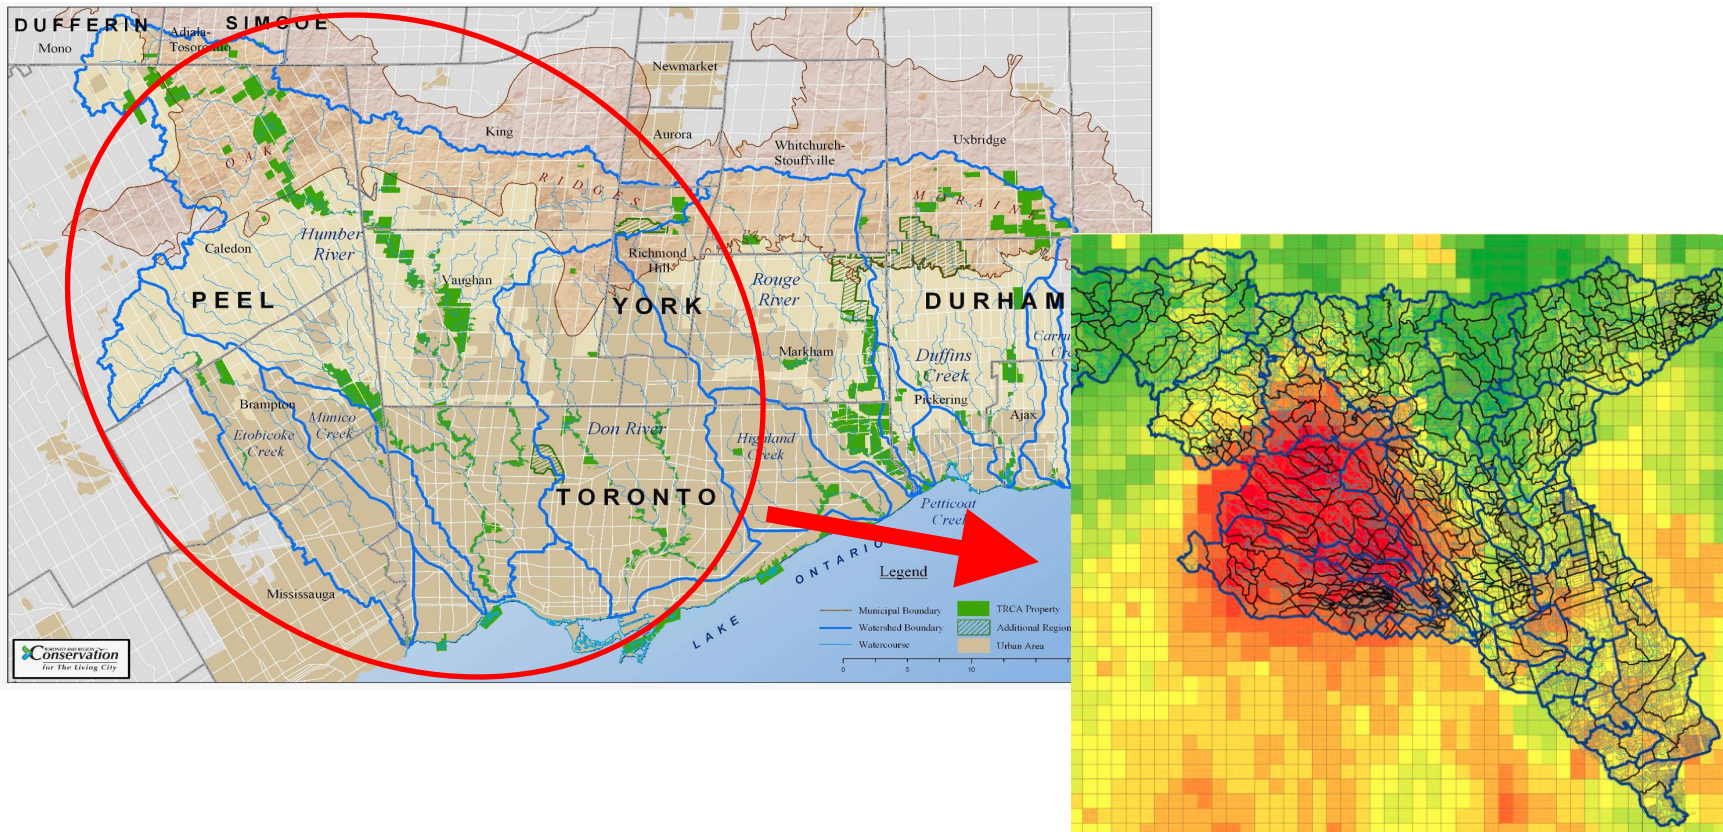 DUFFERIN
SIMCOE
Mono
Adjala-
Tosorontio
Newmarket
King
Aurora
Whitchurch-
Stouffville
Uxbridge
OAK
RIDGES
MORAINE
Caledon
Humber
River
Richmond
Hill
Vaughan
Rouge
River
PEEL
YORK
DURHAM
Markham
Duffins
Creek
Pickering
Ajax
Brampton
Mimico
Creek
Etobicoke
Creek
Don River
Highland
Creek
TORONTO
Petticoat
Creek
LAKE ONTARIO
Mississauga
Legend
Municipal Boundary
TRCA Property
Watershed Boundary
Additional Region
Watercourse
Urban Area
0 5 10
TORONTO AND REGION
Conservation
for The Living City